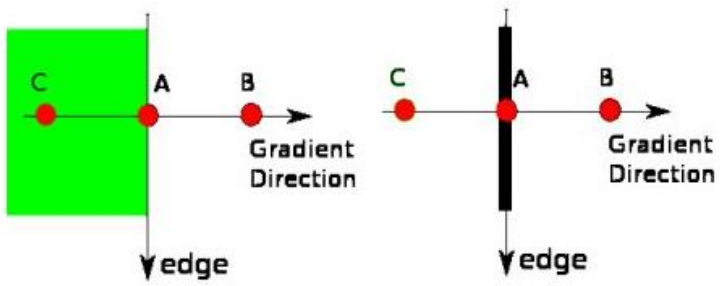 C A B
Gradient
Direction
edge
C A B
Gradient
Direction
edge